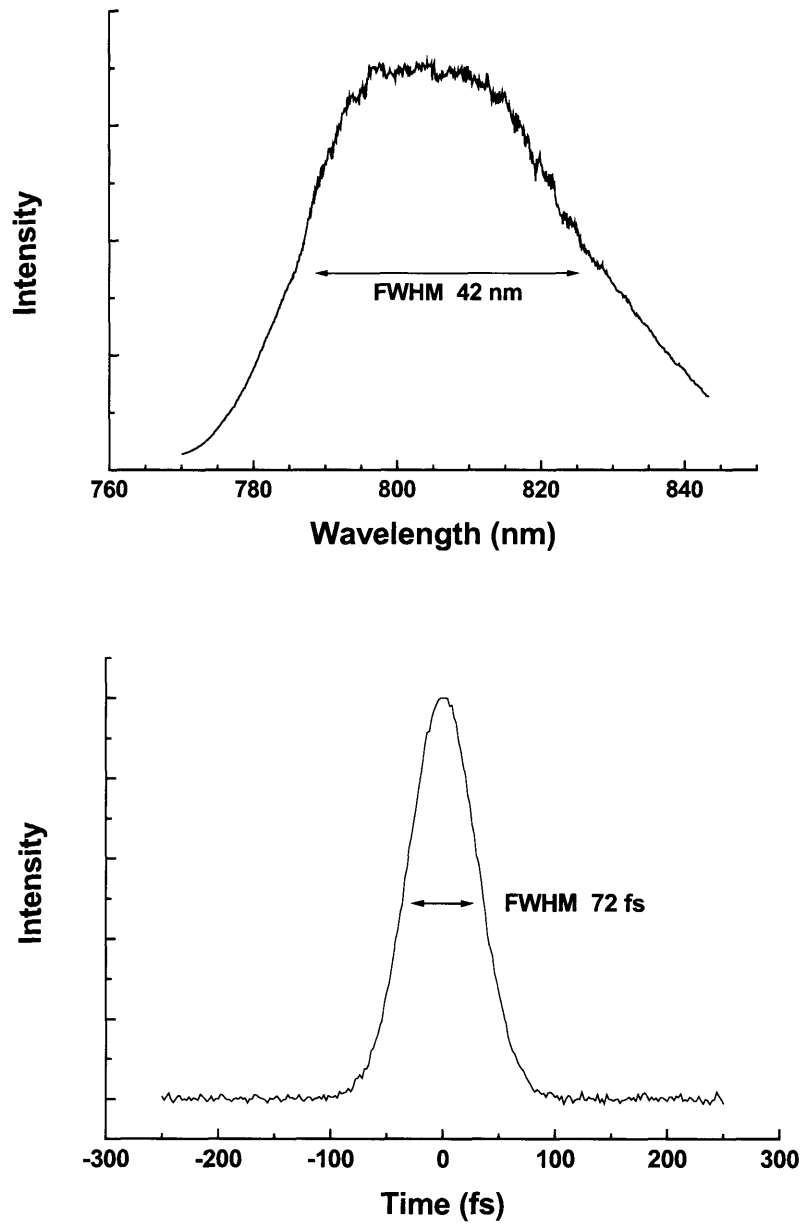 Intensity
FWHM 42 nm
760 780 800 820 840
Wavelength (nm)
Intensity
FWHM 72 fs
-300 -200 -100 0 100 200 300
Time (fs)